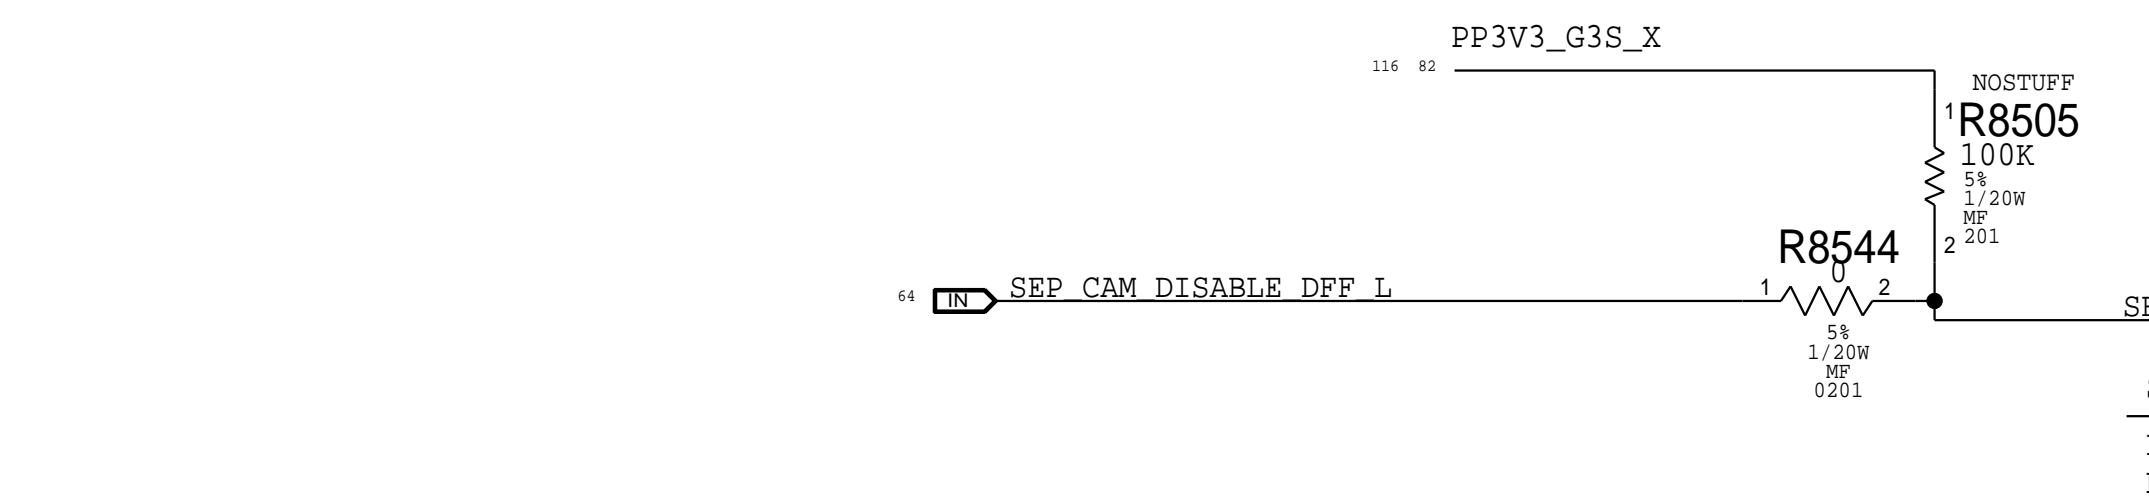 PP3V3_G3S_X
116 82
NOSTUFF
1
R8505
100K
5%
1/20W
MF
201
2
R8544
0
64 IN SEP_CAM_DISABLE_DFF_L
1 2
5%
1/20W
MF
0201